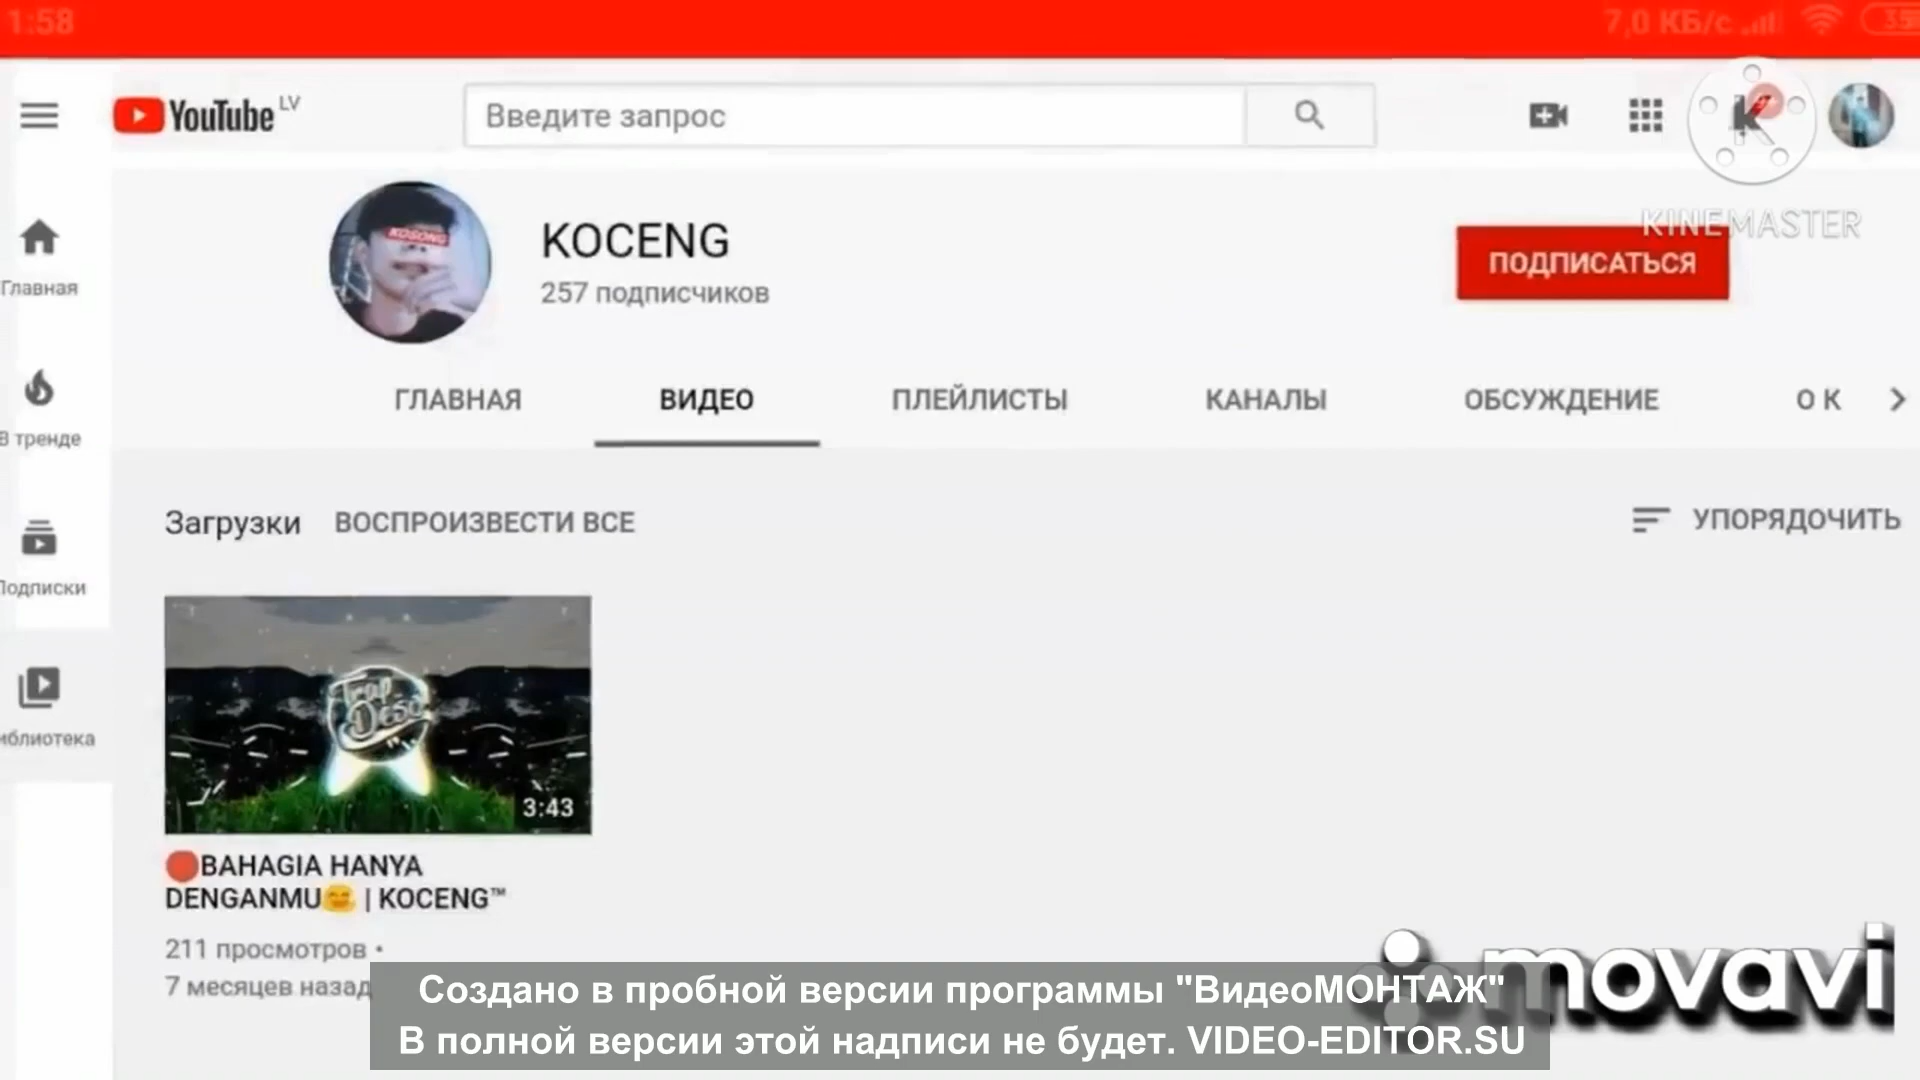 1:58
7,0 КБ/с
YouTube LV
Введите запрос
KINEMASTER
KOCENG
257 подписчиков
ПОДПИСАТЬСЯ
Главная
ГЛАВНАЯ ВИДЕО ПЛЕЙЛИСТЫ КАНАЛЫ ОБСУЖДЕНИЕ О К
В тренде
Загрузки ВОСПРОИЗВЕСТИ ВСЕ
УПОРЯДОЧИТЬ
Подписки
Trap
3:43
иблиотека
🔴BAHAGIA HANYA
DENGANMU🤗 | KOCENG™
211 просмотров •
7 месяцев назад
movavi
Создано в пробной версии программы "ВидеоМОНТАЖ"
В полной версии этой надписи не будет. VIDEO-EDITOR.SU